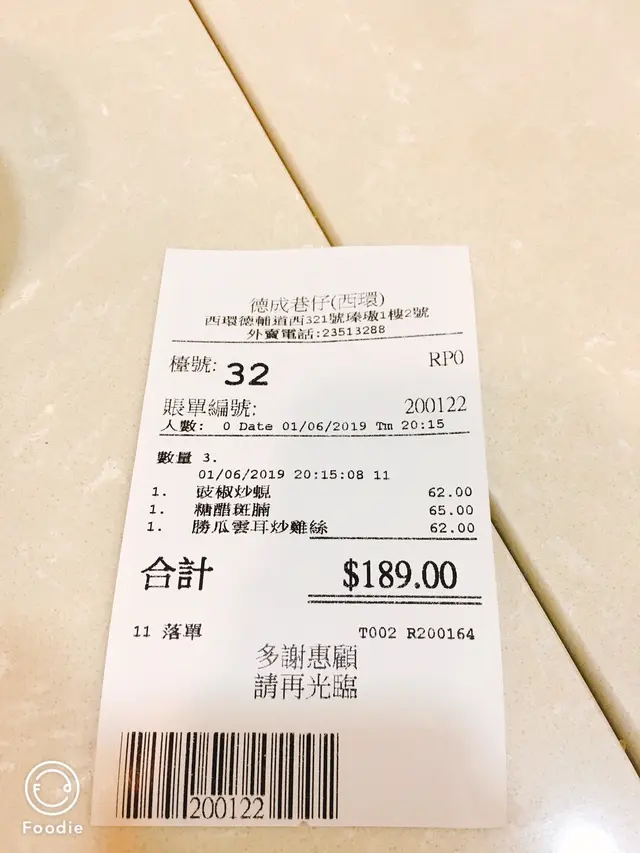 德成巷仔(西環)
西環德輔道西321號瑧璈1樓2號
外賣電話:23513288
檯號: 32 RP0
賬單編號: 200122
人數: 0 Date 01/06/2019 Tm 20:15
數量 3.
01/06/2019 20:15:08 11
1. 豉椒炒蜆 62.00
1. 糖醋斑腩 65.00
1. 勝瓜雲耳炒雞絲 62.00
合計 $189.00
11 落單 T002 R200164
多謝惠顧
請再光臨
200122
Foodie